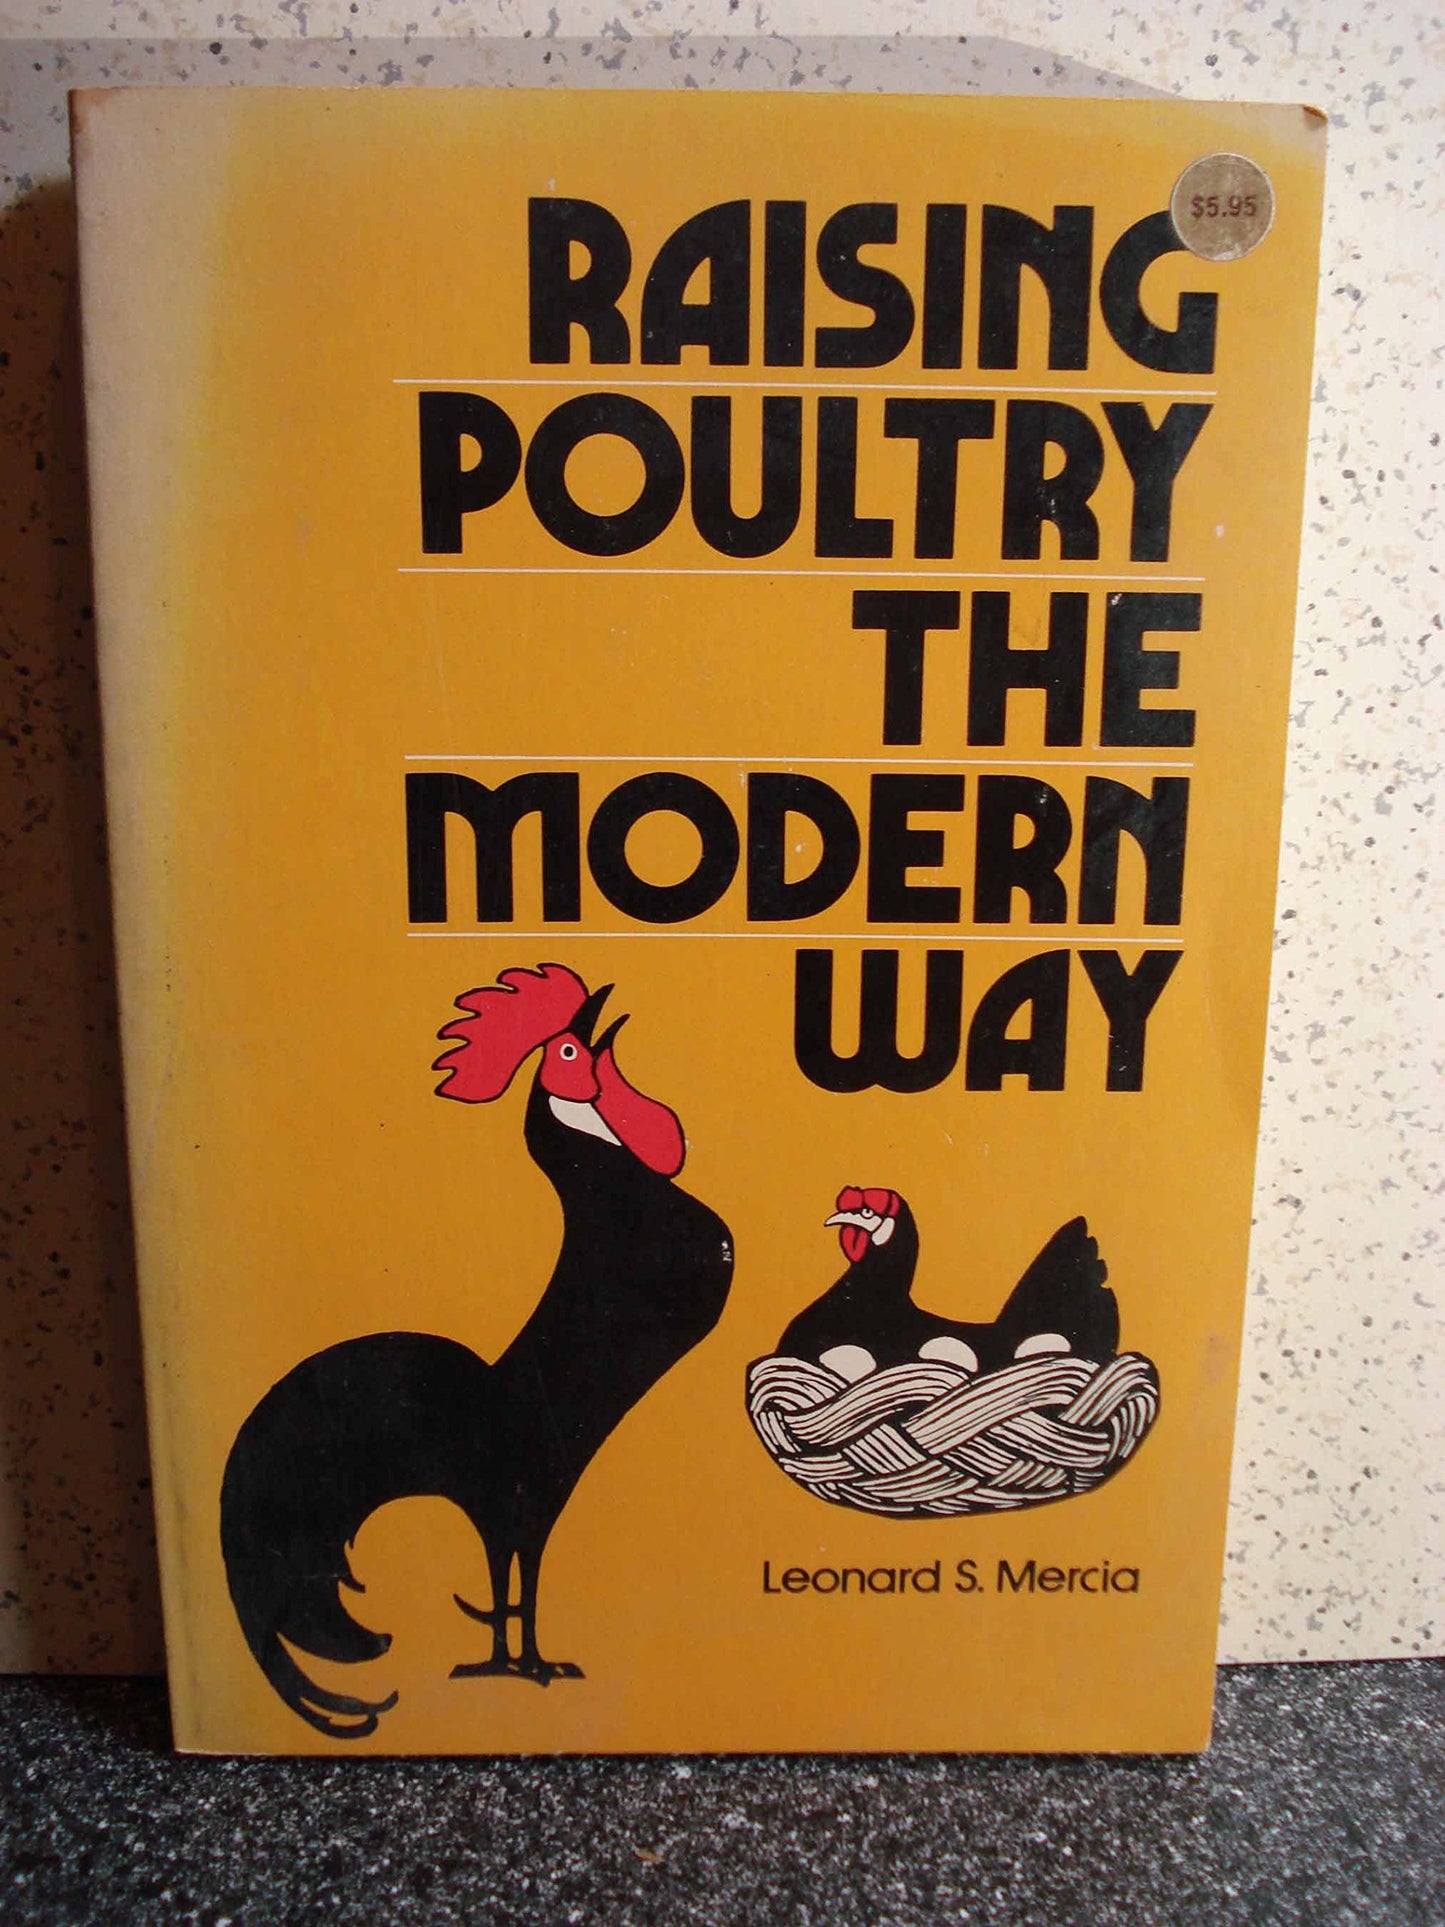 $5.95
RAISING
POULTRY
THE
MODERN
WAY
Leonard S. Mercia